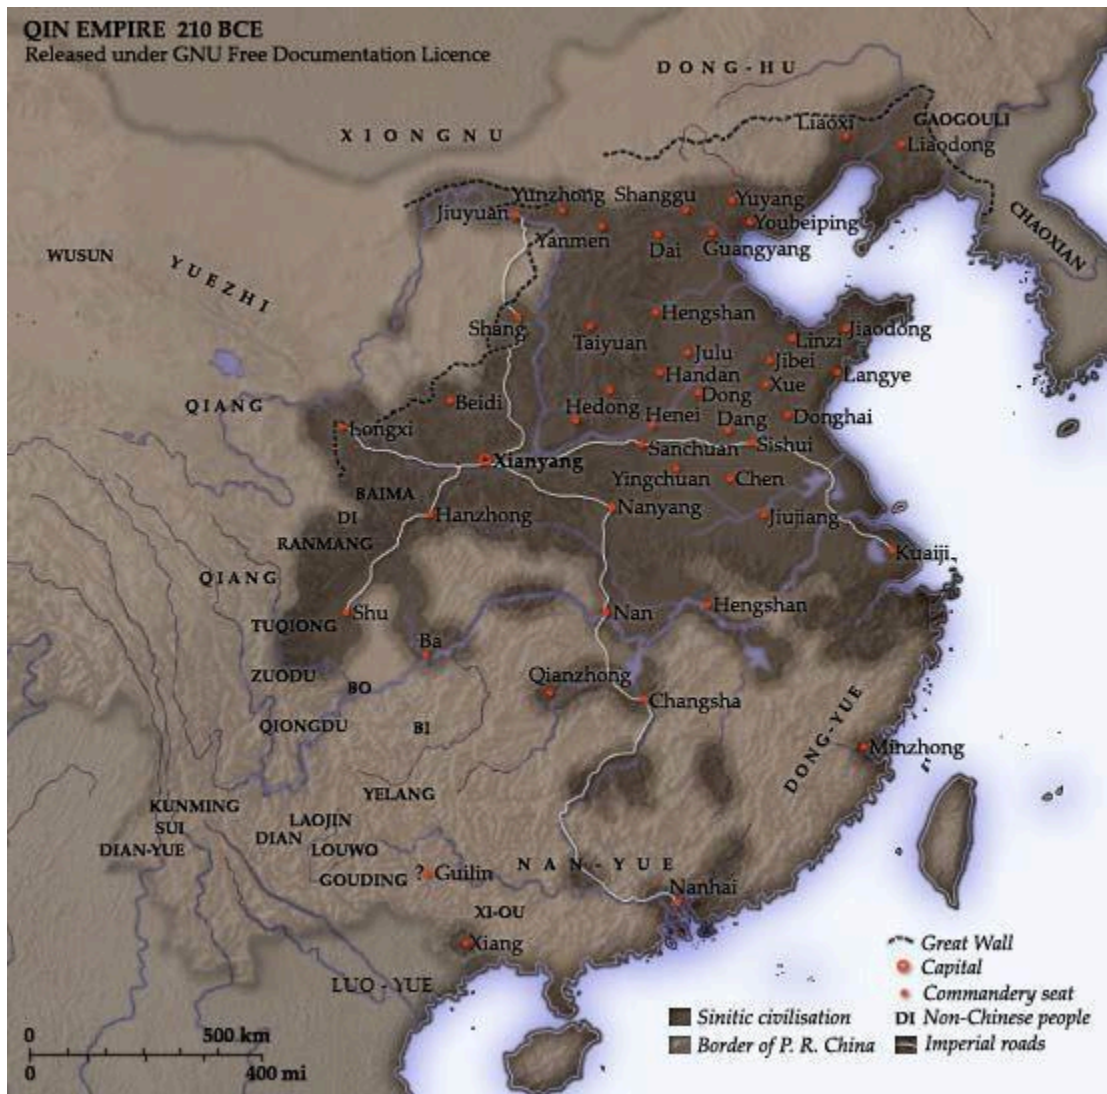 QIN EMPIRE 210 BCE
Released under GNU Free Documentation Licence
DONG-HU
XIONGNU
Liaoxi
GAOGOULI
Liaodong
Yunzhong
Shanggu
Yuyang
Jiuyuan
Youbeiping
Yanmen
Dai
Guangyang
CHAOXIAN
WUSUN
YUEZHI
Shang
Hengshan
Taiyuan
Linzi
Jiaodong
Julu
Jibei
Handan
Langye
Xue
Dong
QIANG
Beidi
Hedong
Henei
Dang
Donghai
Longxi
Sanchuan
Sishui
Xianyang
Yingchuan
Chen
BAIMA
Hanzhong
Nanyang
Jiujiang
DI
RANMANG
Kuaiji
QIANG
Shu
Nan
Hengshan
TUQIONG
Ba
ZUODU
BO
Qianzhong
Changsha
QIONGDU
BI
DONG-YUE
Minzhong
YELANG
KUNMING
LAOJIN
SUI
DIAN
DIAN-YUE
LOUWO
GOUDING
? Guilin
NAN-YUE
Nanhai
XI-OU
Xiang
LUO-YUE
Great Wall
Capital
Commandery seat
DI Non-Chinese people
Imperial roads
Sinitic civilisation
Border of P. R. China
0 500 km
0 400 mi